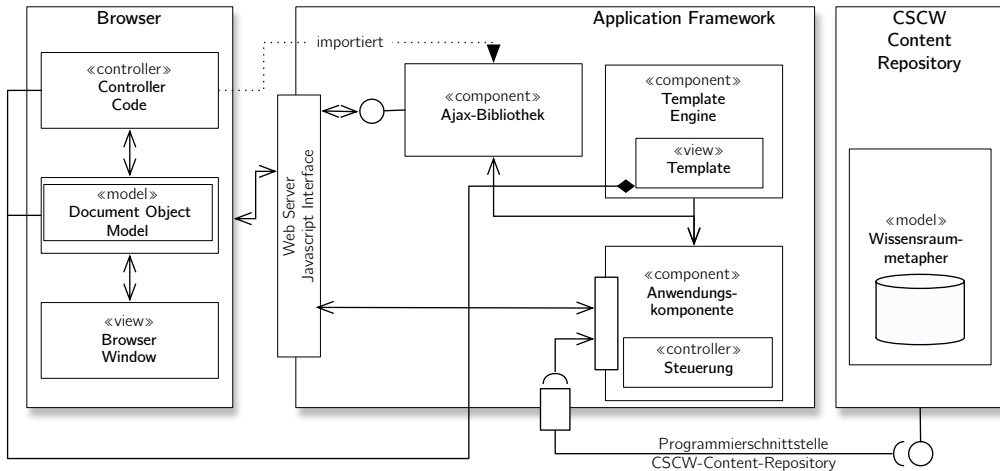 Browser
«controller»
Controller
Code
«model»
Document Object
Model
«view»
Browser
Window
importiert
Web Server
Javascript Interface
Application Framework
«component»
Ajax-Bibliothek
«component»
Template
Engine
«view»
Template
«component»
Anwendungs-
komponente
«controller»
Steuerung
CSCW
Content
Repository
«model»
Wissensraum-
metapher
Programmierschnittstelle
CSCW-Content-Repository